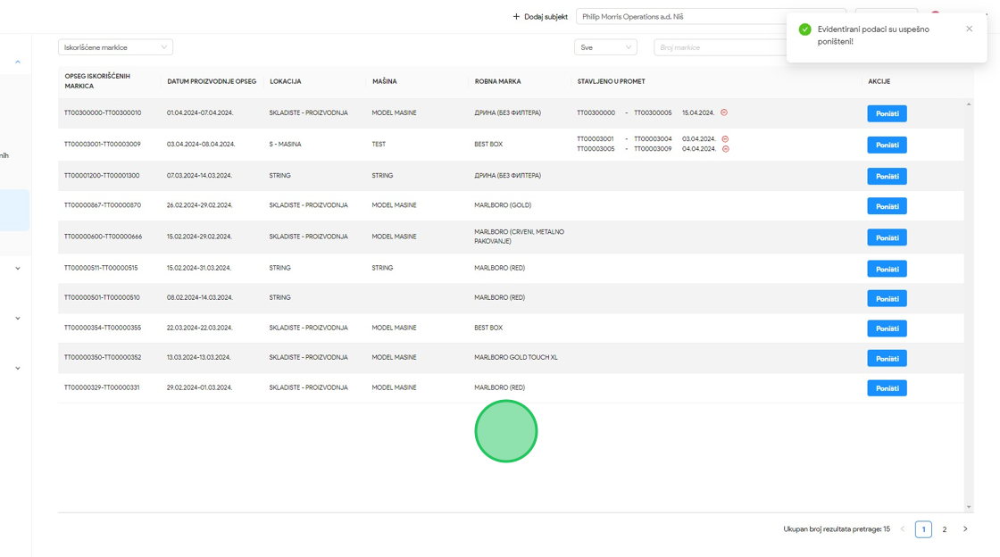 + Dodaj subjekt
Philip Morris Operations a.d. Niš
Evidentirani podaci su uspešno
poništeni!
Iskorišćene markice
Sve
Broj markice
OPSEG ISKORIŠĆENIH
MARKICA
DATUM PROIZVODNJE OPSEG
LOKACIJA
MAŠINA
ROBNA MARKA
STAVLJENO U PROMET
AKCIJE
TT00300000-TT00300010 01.04.2024-07.04.2024. SKLADISTE - PROIZVODNJA MODEL MASINE ДРИНА (БЕЗ ФИЛТЕРА) TT00300000 - TT00300005 15.04.2024. Poništi
TT00003001-TT00003009 03.04.2024-08.04.2024. S - MASINA TEST BEST BOX TT00003001 - TT00003004 03.04.2024. Poništi
TT00003005 - TT00003009 04.04.2024.
TT00001200-TT00001300 07.03.2024-14.03.2024. STRING STRING ДРИНА (БЕЗ ФИЛТЕРА) Poništi
TT00000867-TT00000870 26.02.2024-29.02.2024. SKLADISTE - PROIZVODNJA MODEL MASINE MARLBORO (GOLD) Poništi
TT00000600-TT00000666 15.02.2024-29.02.2024. SKLADISTE - PROIZVODNJA MODEL MASINE MARLBORO (CRVENI, METALNO Poništi
PAKOVANJE)
TT00000511-TT00000515 15.02.2024-31.03.2024. STRING STRING MARLBORO (RED) Poništi
TT00000501-TT00000510 08.02.2024-14.03.2024. STRING MARLBORO (RED) Poništi
TT00000354-TT00000355 22.03.2024-22.03.2024. SKLADISTE - PROIZVODNJA MODEL MASINE BEST BOX Poništi
TT00000350-TT00000352 13.03.2024-13.03.2024. SKLADISTE - PROIZVODNJA MODEL MASINE MARLBORO GOLD TOUCH XL Poništi
TT00000329-TT00000331 29.02.2024-01.03.2024. SKLADISTE - PROIZVODNJA MODEL MASINE MARLBORO (RED) Poništi
Ukupan broj rezultata pretrage: 15 < 1 2 >